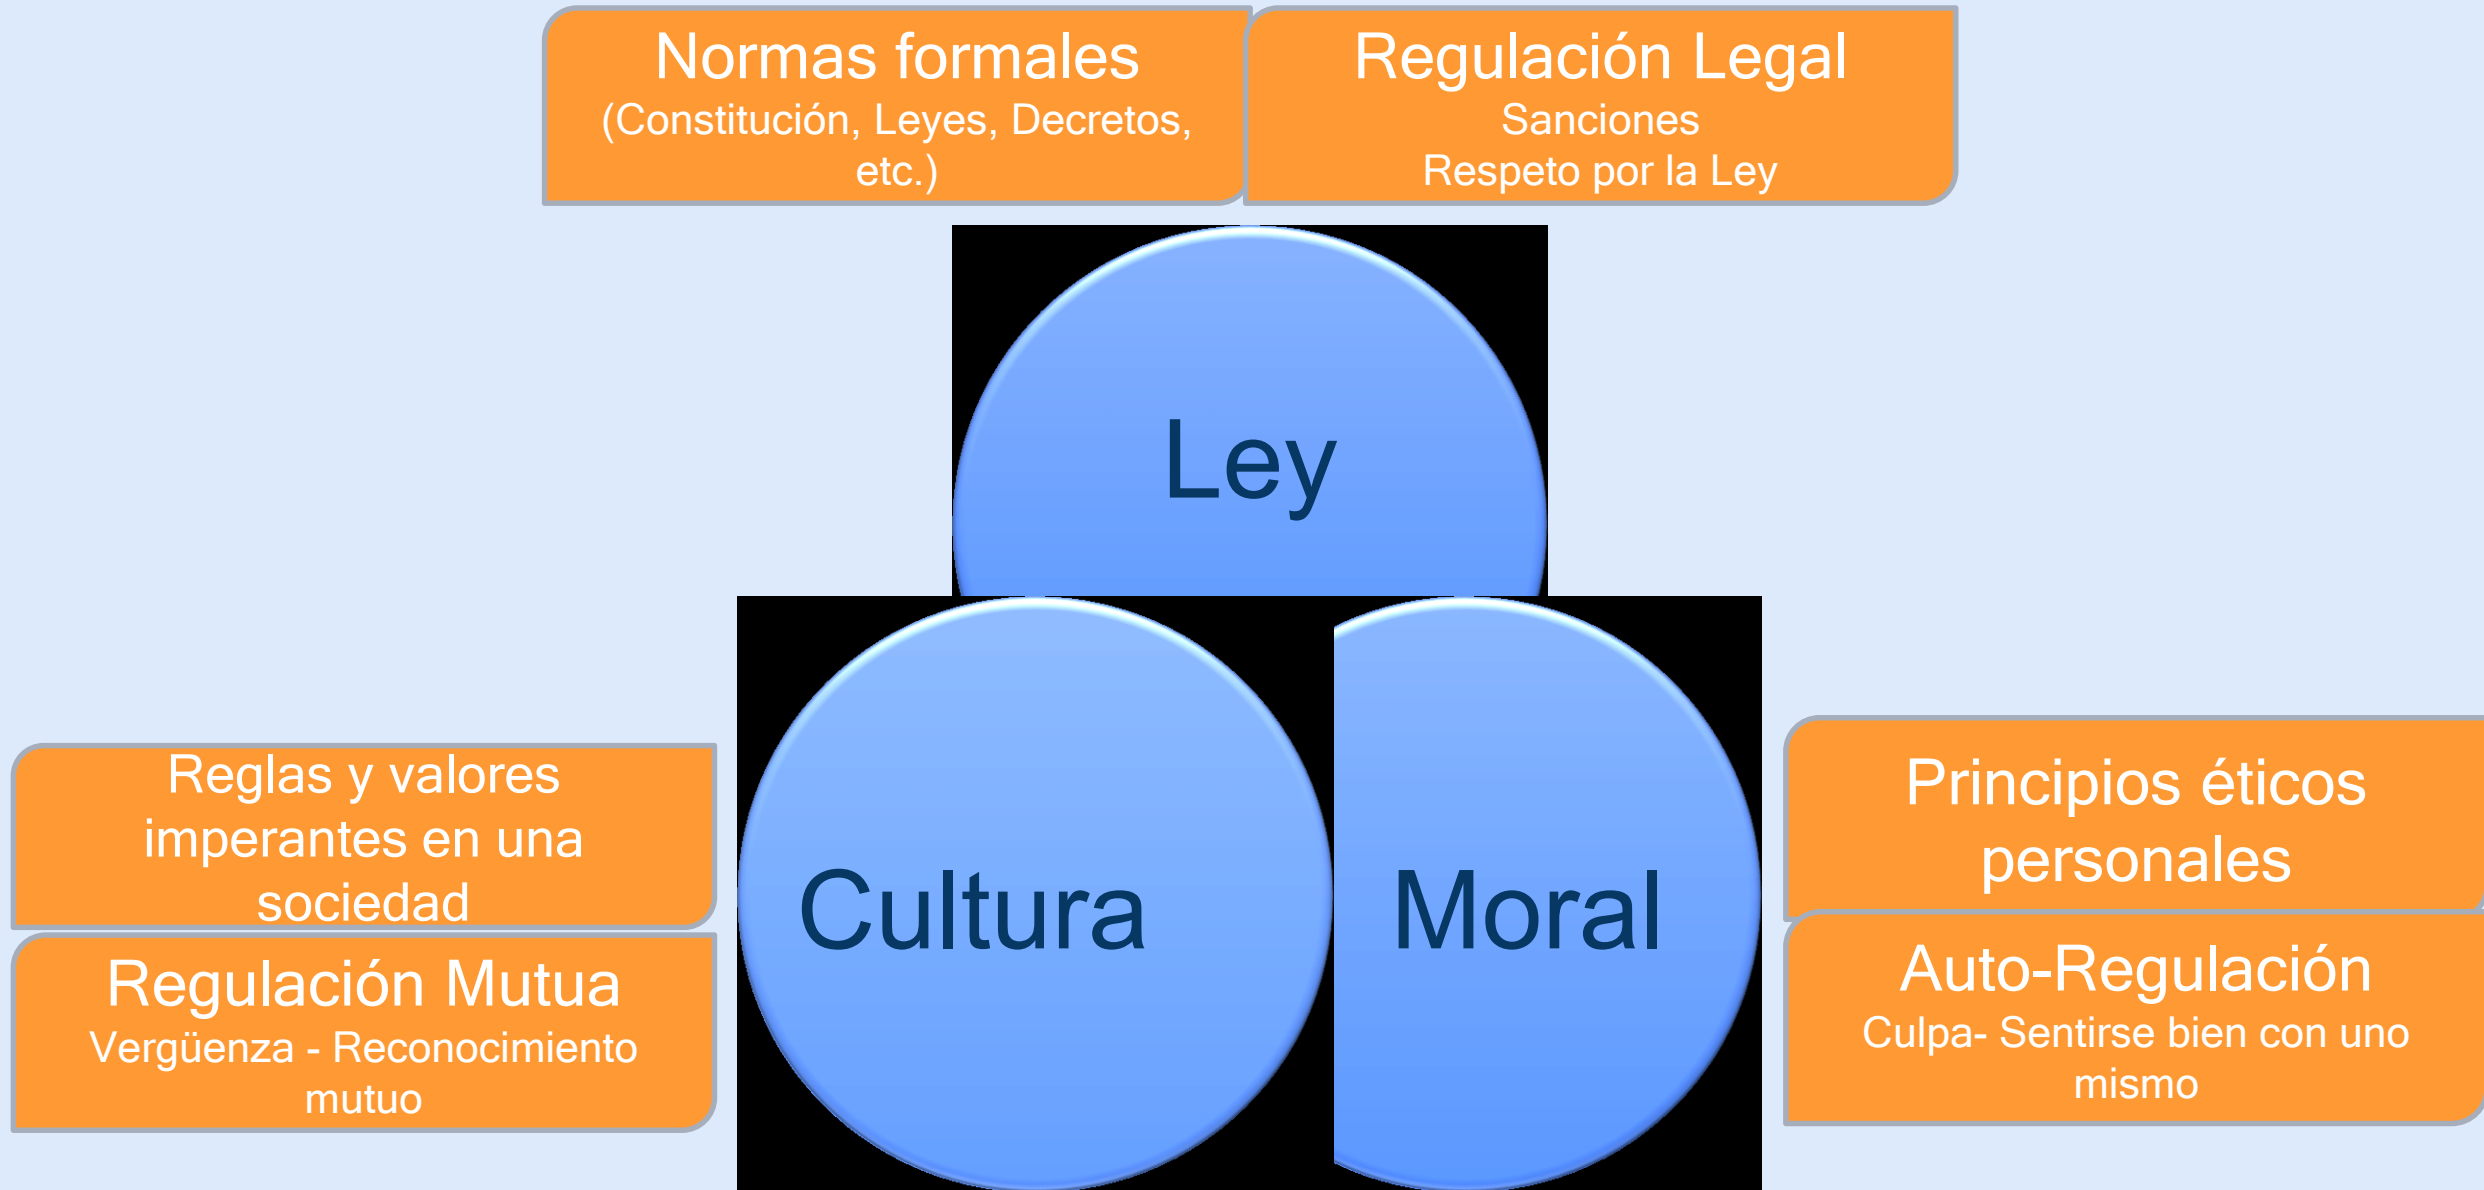 Normas formales
(Constitución, Leyes, Decretos,
etc.)
Regulación Legal
Sanciones
Respeto por la Ley
Ley
Reglas y valores
imperantes en una
sociedad
Regulación Mutua
Vergüenza - Reconocimiento
mutuo
Cultura
Moral
Principios éticos
personales
Auto-Regulación
Culpa- Sentirse bien con uno
mismo